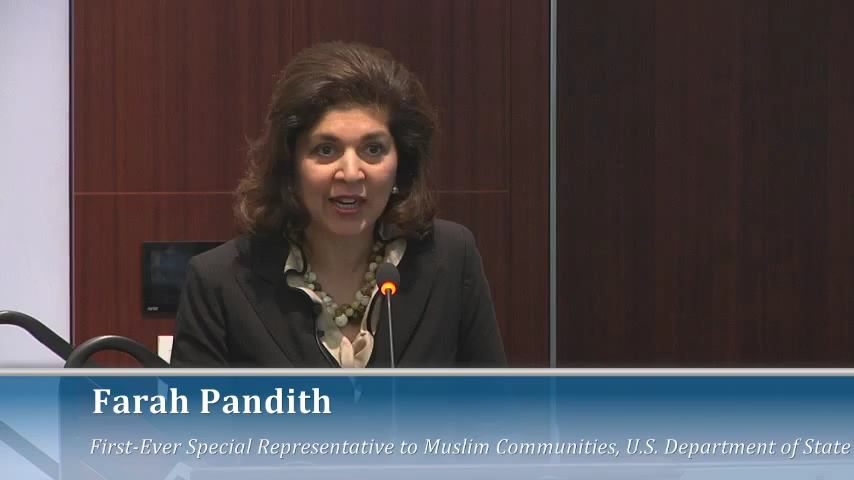 Farah Pandith
First-Ever Special Representative to Muslim Communities, U.S. Department of State